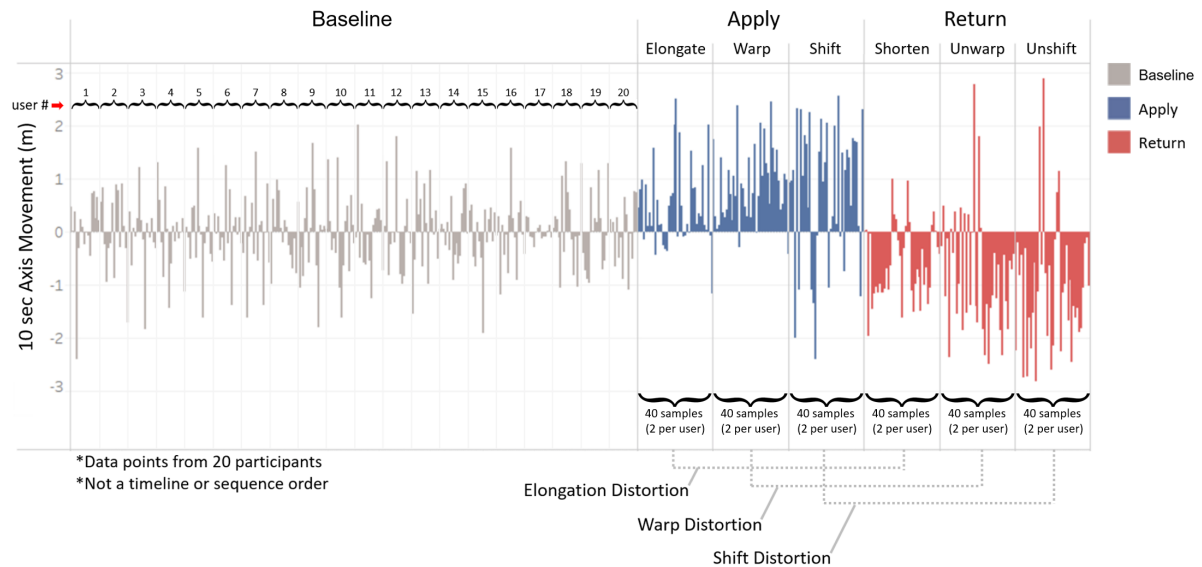 Baseline
Apply
Return
Elongate
Warp
Shift
Shorten
Unwarp
Unshift
Baseline
Apply
Return
user #
1 2 3 4 5 6 7 8 9 10 11 12 13 14 15 16 17 18 19 20
10 sec Axis Movement (m)
3
2
1
0
-1
-2
-3
40 samples
(2 per user)
40 samples
(2 per user)
40 samples
(2 per user)
40 samples
(2 per user)
40 samples
(2 per user)
40 samples
(2 per user)
*Data points from 20 participants
*Not a timeline or sequence order
Elongation Distortion
Warp Distortion
Shift Distortion